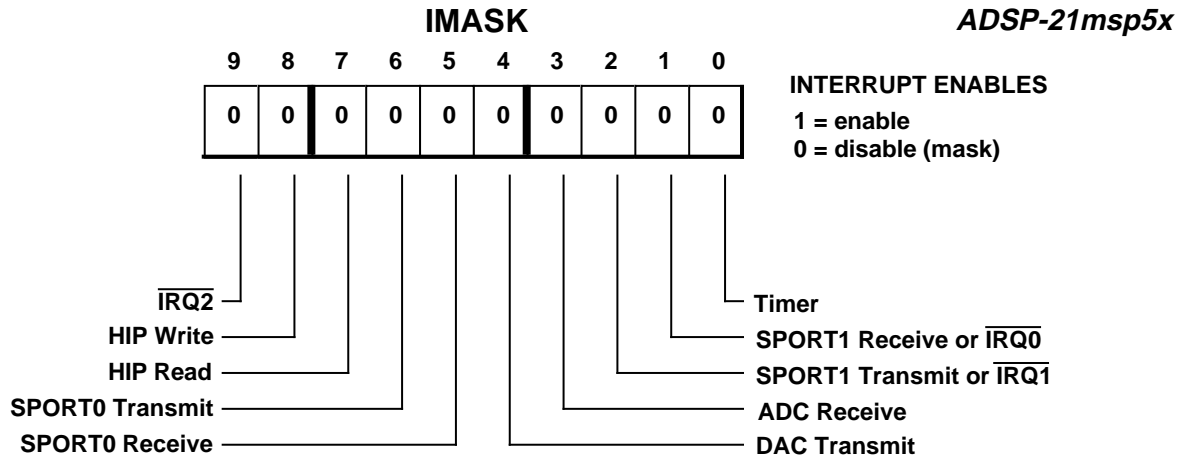 IMASK
ADSP-21msp5x
9 8 7 6 5 4 3 2 1 0
0 0 0 0 0 0 0 0 0 0
INTERRUPT ENABLES
1 = enable
0 = disable (mask)
IRQ2
HIP Write
HIP Read
SPORT0 Transmit
SPORT0 Receive
Timer
SPORT1 Receive or IRQ0
SPORT1 Transmit or IRQ1
ADC Receive
DAC Transmit